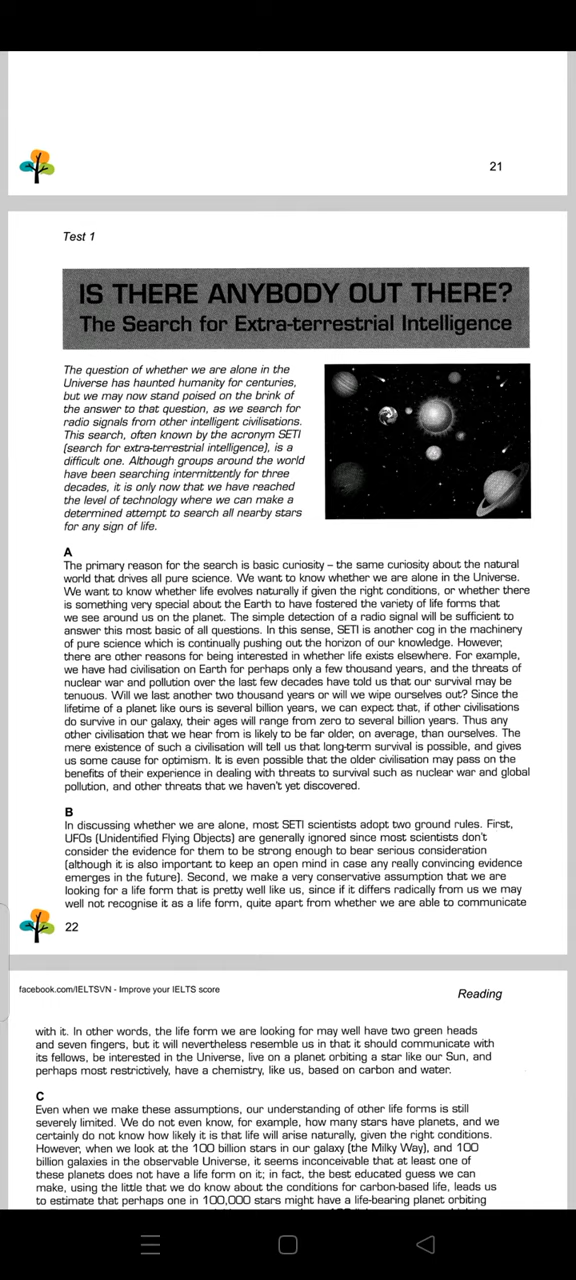 21
Test 1
IS THERE ANYBODY OUT THERE?
The Search for Extra-terrestrial Intelligence
The question of whether we are alone in the
Universe has haunted humanity for centuries,
but we may now stand poised on the brink of
the answer to that question, as we search for
radio signals from other intelligent civilisations.
This search, often known by the acronym SETI
(search for extra-terrestrial intelligence), is a
difficult one. Although groups around the world
have been searching intermittently for three
decades, it is only now that we have reached
the level of technology where we can make a
determined attempt to search all nearby stars
for any sign of life.
A
The primary reason for the search is basic curiosity – the same curiosity about the natural
world that drives all pure science. We want to know whether we are alone in the Universe.
We want to know whether life evolves naturally if given the right conditions, or whether there
is something very special about the Earth to have fostered the variety of life forms that
we see around us on the planet. The simple detection of a radio signal will be sufficient to
answer this most basic of all questions. In this sense, SETI is another cog in the machinery
of pure science which is continually pushing out the horizon of our knowledge. However,
there are other reasons for being interested in whether life exists elsewhere. For example,
we have had civilisation on Earth for perhaps only a few thousand years, and the threats of
nuclear war and pollution over the last few decades have told us that our survival may be
tenuous. Will we last another two thousand years or will we wipe ourselves out? Since the
lifetime of a planet like ours is several billion years, we can expect that, if other civilisations
do survive in our galaxy, their ages will range from zero to several billion years. Thus any
other civilisation that we hear from is likely to be far older, on average, than ourselves. The
mere existence of such a civilisation will tell us that long-term survival is possible, and gives
us some cause for optimism. It is even possible that the older civilisation may pass on the
benefits of their experience in dealing with threats to survival such as nuclear war and global
pollution, and other threats that we haven't yet discovered.
B
In discussing whether we are alone, most SETI scientists adopt two ground rules. First,
UFOs (Unidentified Flying Objects) are generally ignored since most scientists don't
consider the evidence for them to be strong enough to bear serious consideration
(although it is also important to keep an open mind in case any really convincing evidence
emerges in the future). Second, we make a very conservative assumption that we are
looking for a life form that is pretty well like us, since if it differs radically from us we may
well not recognise it as a life form, quite apart from whether we are able to communicate
22
facebook.com/IELTSVN - Improve your IELTS score
Reading
with it. In other words, the life form we are looking for may well have two green heads
and seven fingers, but it will nevertheless resemble us in that it should communicate with
its fellows, be interested in the Universe, live on a planet orbiting a star like our Sun, and
perhaps most restrictively, have a chemistry, like us, based on carbon and water.
C
Even when we make these assumptions, our understanding of other life forms is still
severely limited. We do not even know, for example, how many stars have planets, and we
certainly do not know how likely it is that life will arise naturally, given the right conditions.
However, when we look at the 100 billion stars in our galaxy (the Milky Way), and 100
billion galaxies in the observable Universe, it seems inconceivable that at least one of
these planets does not have a life form on it; in fact, the best educated guess we can
make, using the little that we do know about the conditions for carbon-based life, leads us
to estimate that perhaps one in 100,000 stars might have a life-bearing planet orbiting